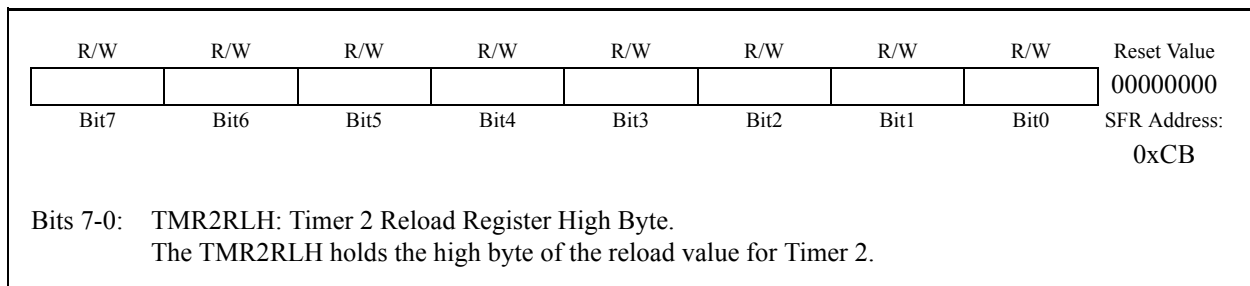 R/W R/W R/W R/W R/W R/W R/W R/W Reset Value
00000000
Bit7 Bit6 Bit5 Bit4 Bit3 Bit2 Bit1 Bit0 SFR Address:
0xCB
Bits 7-0: TMR2RLH: Timer 2 Reload Register High Byte.
The TMR2RLH holds the high byte of the reload value for Timer 2.